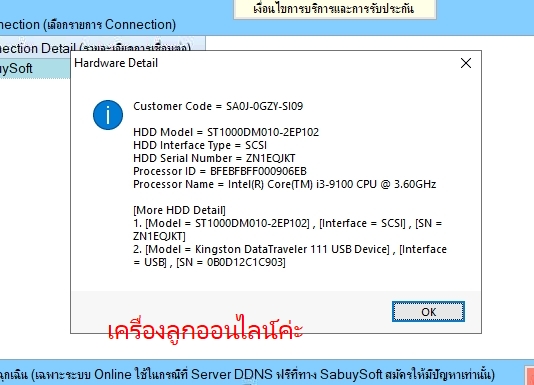 เงื่อนไขการบริการและการรับประกัน
nection (เลือกรายการ Connection)
nection Detail (รายละเอียดการเชื่อมต่อ)
uySoft
Hardware Detail
Customer Code = SA0J-0GZY-SI09
HDD Model = ST1000DM010-2EP102
HDD Interface Type = SCSI
HDD Serial Number = ZN1EQJKT
Processor ID = BFEBFBFF000906EB
Processor Name = Intel(R) Core(TM) i3-9100 CPU @ 3.60GHz
[More HDD Detail]
1. [Model = ST1000DM010-2EP102] , [Interface = SCSI] , [SN =
ZN1EQJKT]
2. [Model = Kingston DataTraveler 111 USB Device] , [Interface
= USB] , [SN = 0B0D12C1C903]
OK
เครื่องลูกออนไลน์ค่ะ
ุกเฉิน (เฉพาะระบบ Online ใช้ในกรณีที่ Server DDNS ฟรีที่ทาง SabuySoft สมัครให้มีปัญหาเท่านั้น)